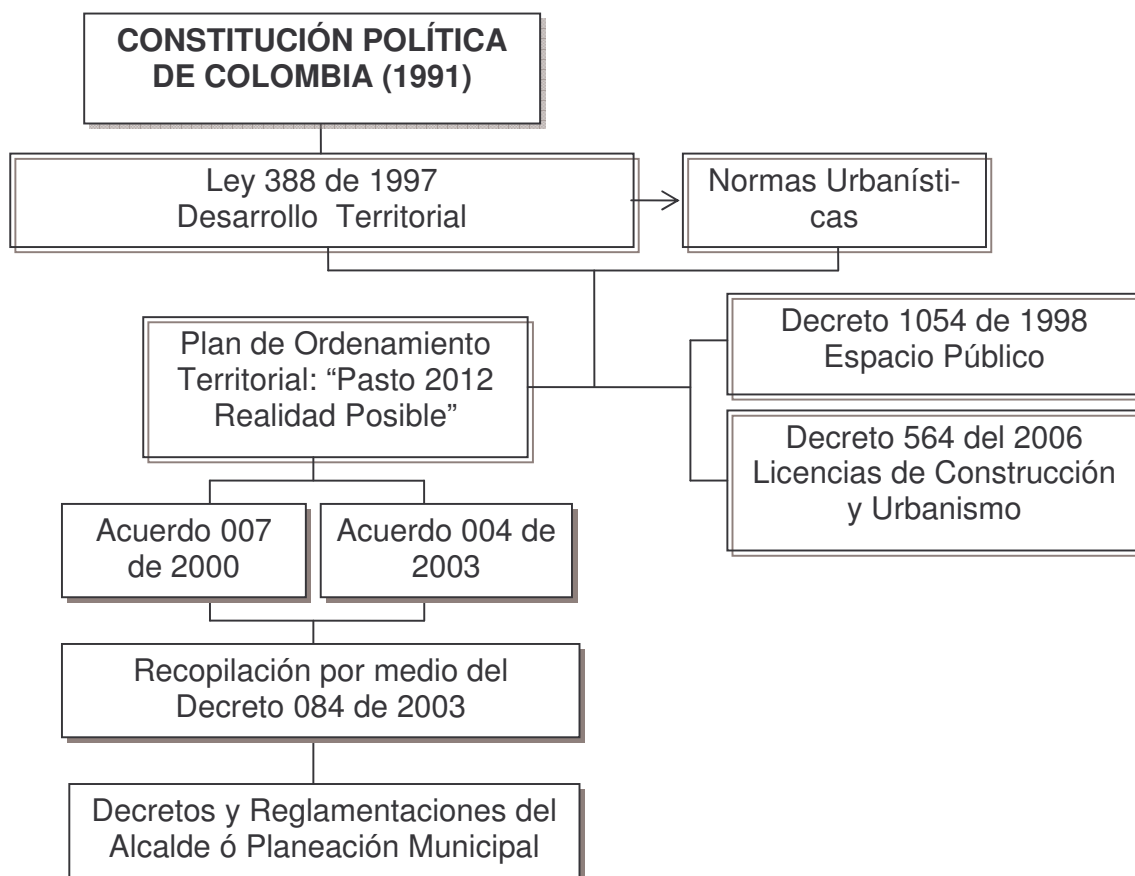 CONSTITUCIÓN POLÍTICA
DE COLOMBIA (1991)
Ley 388 de 1997
Desarrollo Territorial
Normas Urbanísti-
cas
Decreto 1054 de 1998
Espacio Público
Plan de Ordenamiento
Territorial: “Pasto 2012
Realidad Posible”
Decreto 564 del 2006
Licencias de Construcción
y Urbanismo
Acuerdo 007
de 2000
Acuerdo 004 de
2003
Recopilación por medio del
Decreto 084 de 2003
Decretos y Reglamentaciones del
Alcalde ó Planeación Municipal